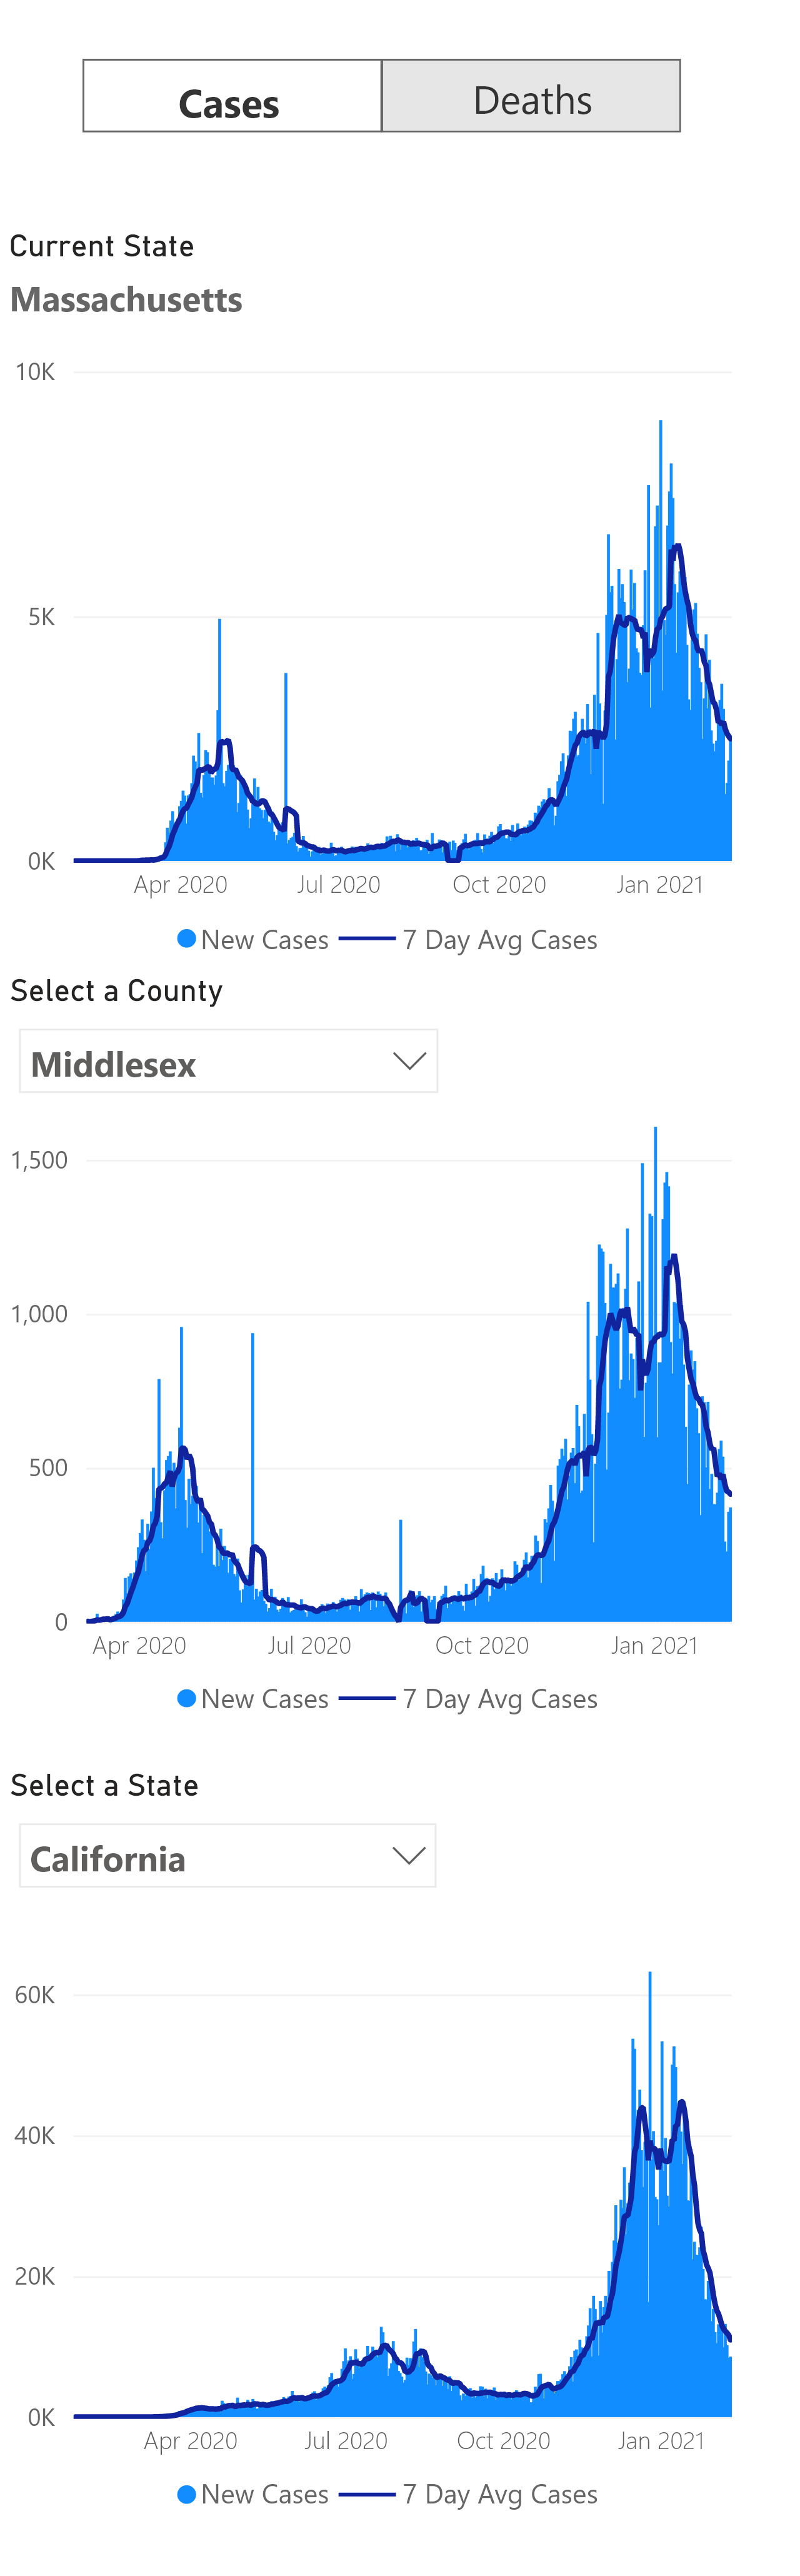 Cases Deaths
Current State
Massachusetts
10K
5K
0K
Apr 2020 Jul 2020 Oct 2020 Jan 2021
New Cases 7 Day Avg Cases
Select a County
Middlesex
1,500
1,000
500
0
Apr 2020 Jul 2020 Oct 2020 Jan 2021
New Cases 7 Day Avg Cases
Select a State
California
60K
40K
20K
0K
Apr 2020 Jul 2020 Oct 2020 Jan 2021
New Cases 7 Day Avg Cases